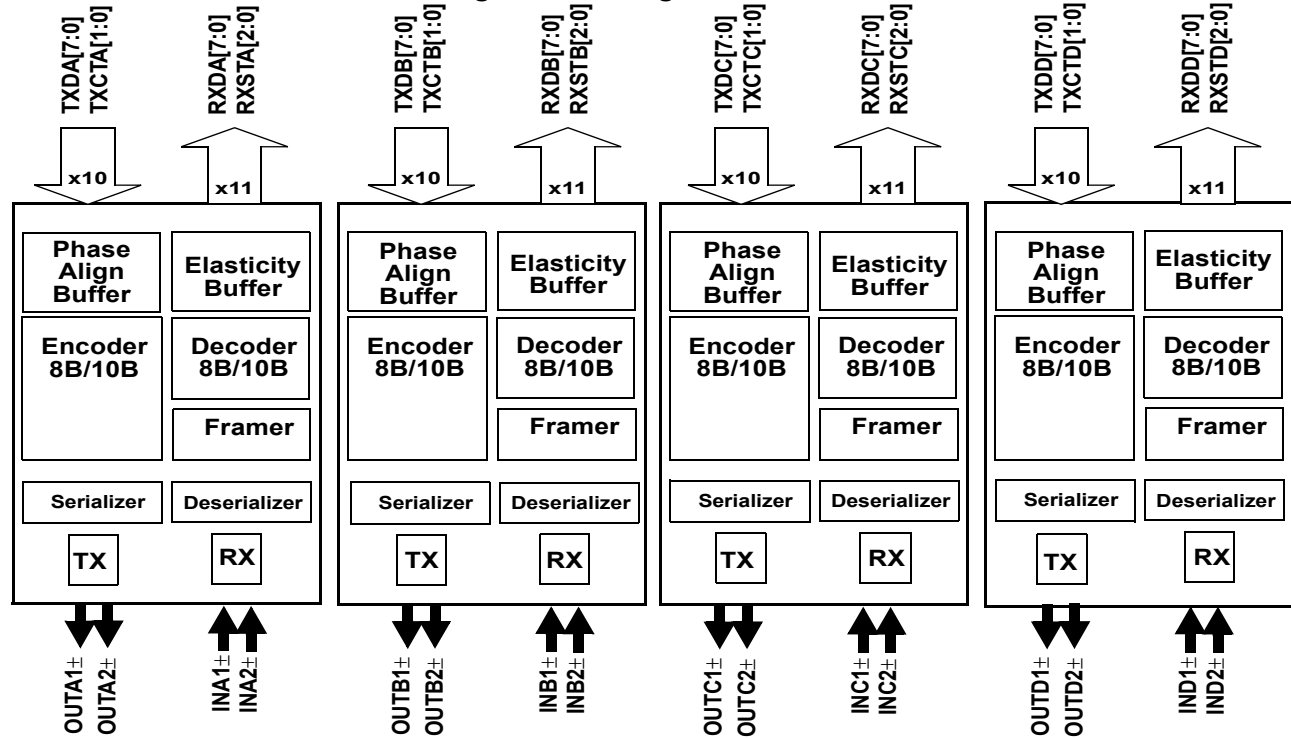 TXDA[7:0]
TXCTA[1:0]
RXDA[7:0]
RXSTA[2:0]
TXDB[7:0]
TXCTB[1:0]
RXDB[7:0]
RXSTB[2:0]
TXDC[7:0]
TXCTC[1:0]
RXDC[7:0]
RXSTC[2:0]
TXDD[7:0]
TXCTD[1:0]
RXDD[7:0]
RXSTD[2:0]
x10
x11
x10
x11
x10
x11
x10
x11
Phase
Align
Buffer
Elasticity
Buffer
Encoder
8B/10B
Decoder
8B/10B
Framer
Serializer
Deserializer
TX
RX
Phase
Align
Buffer
Elasticity
Buffer
Encoder
8B/10B
Decoder
8B/10B
Framer
Serializer
Deserializer
TX
RX
Phase
Align
Buffer
Elasticity
Buffer
Encoder
8B/10B
Decoder
8B/10B
Framer
Serializer
Deserializer
TX
RX
Phase
Align
Buffer
Elasticity
Buffer
Encoder
8B/10B
Decoder
8B/10B
Framer
Serializer
Deserializer
TX
RX
OUTA1±
OUTA2±
INA1±
INA2±
OUTB1±
OUTB2±
INB1±
INB2±
OUTC1±
OUTC2±
INC1±
INC2±
OUTD1±
OUTD2±
IND1±
IND2±